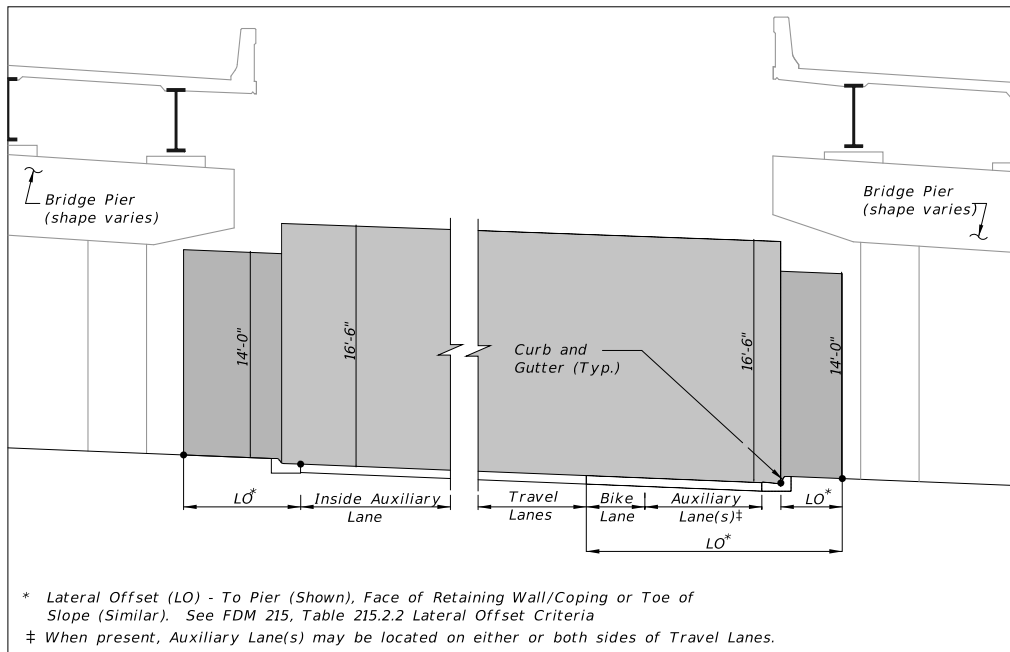 Bridge Pier
(shape varies)
Bridge Pier
(shape varies)
14'-0"
16'-6"
16'-6"
14'-0"
Curb and
Gutter (Typ.)
LO*
Inside Auxiliary
Lane
Travel
Lanes
Bike
Lane
Auxiliary
Lane(s)‡
LO*
LO*
* Lateral Offset (LO) - To Pier (Shown), Face of Retaining Wall/Coping or Toe of
Slope (Similar). See FDM 215, Table 215.2.2 Lateral Offset Criteria
‡ When present, Auxiliary Lane(s) may be located on either or both sides of Travel Lanes.